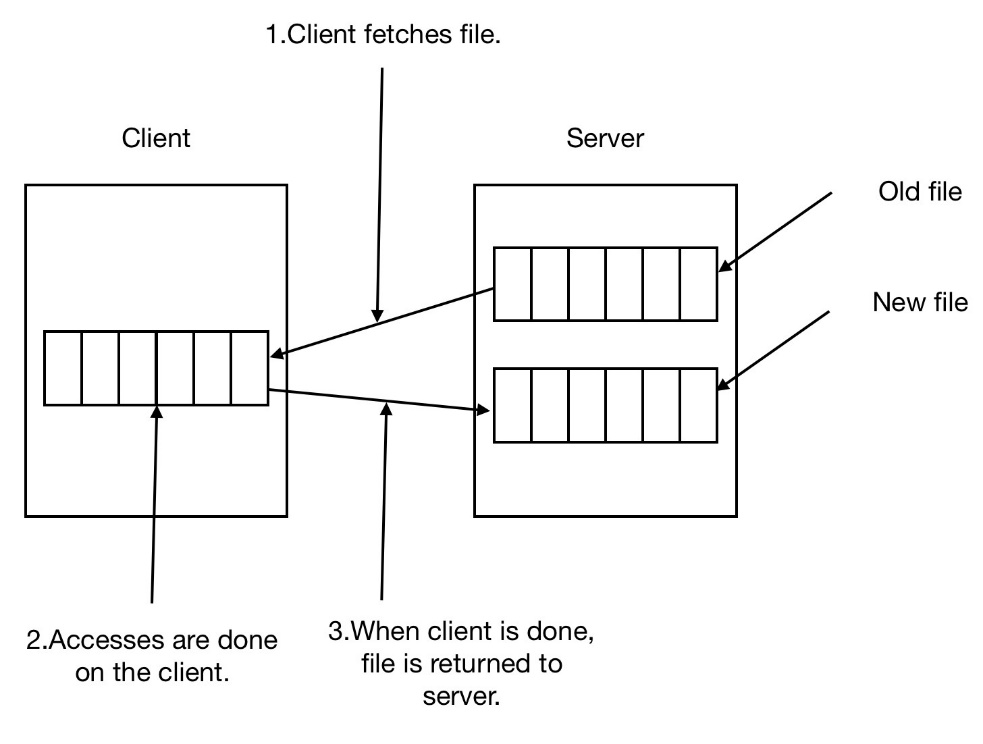 1.Client fetches file.
Client
Server
Old file
New file
2.Accesses are done
on the client.
3.When client is done,
file is returned to
server.